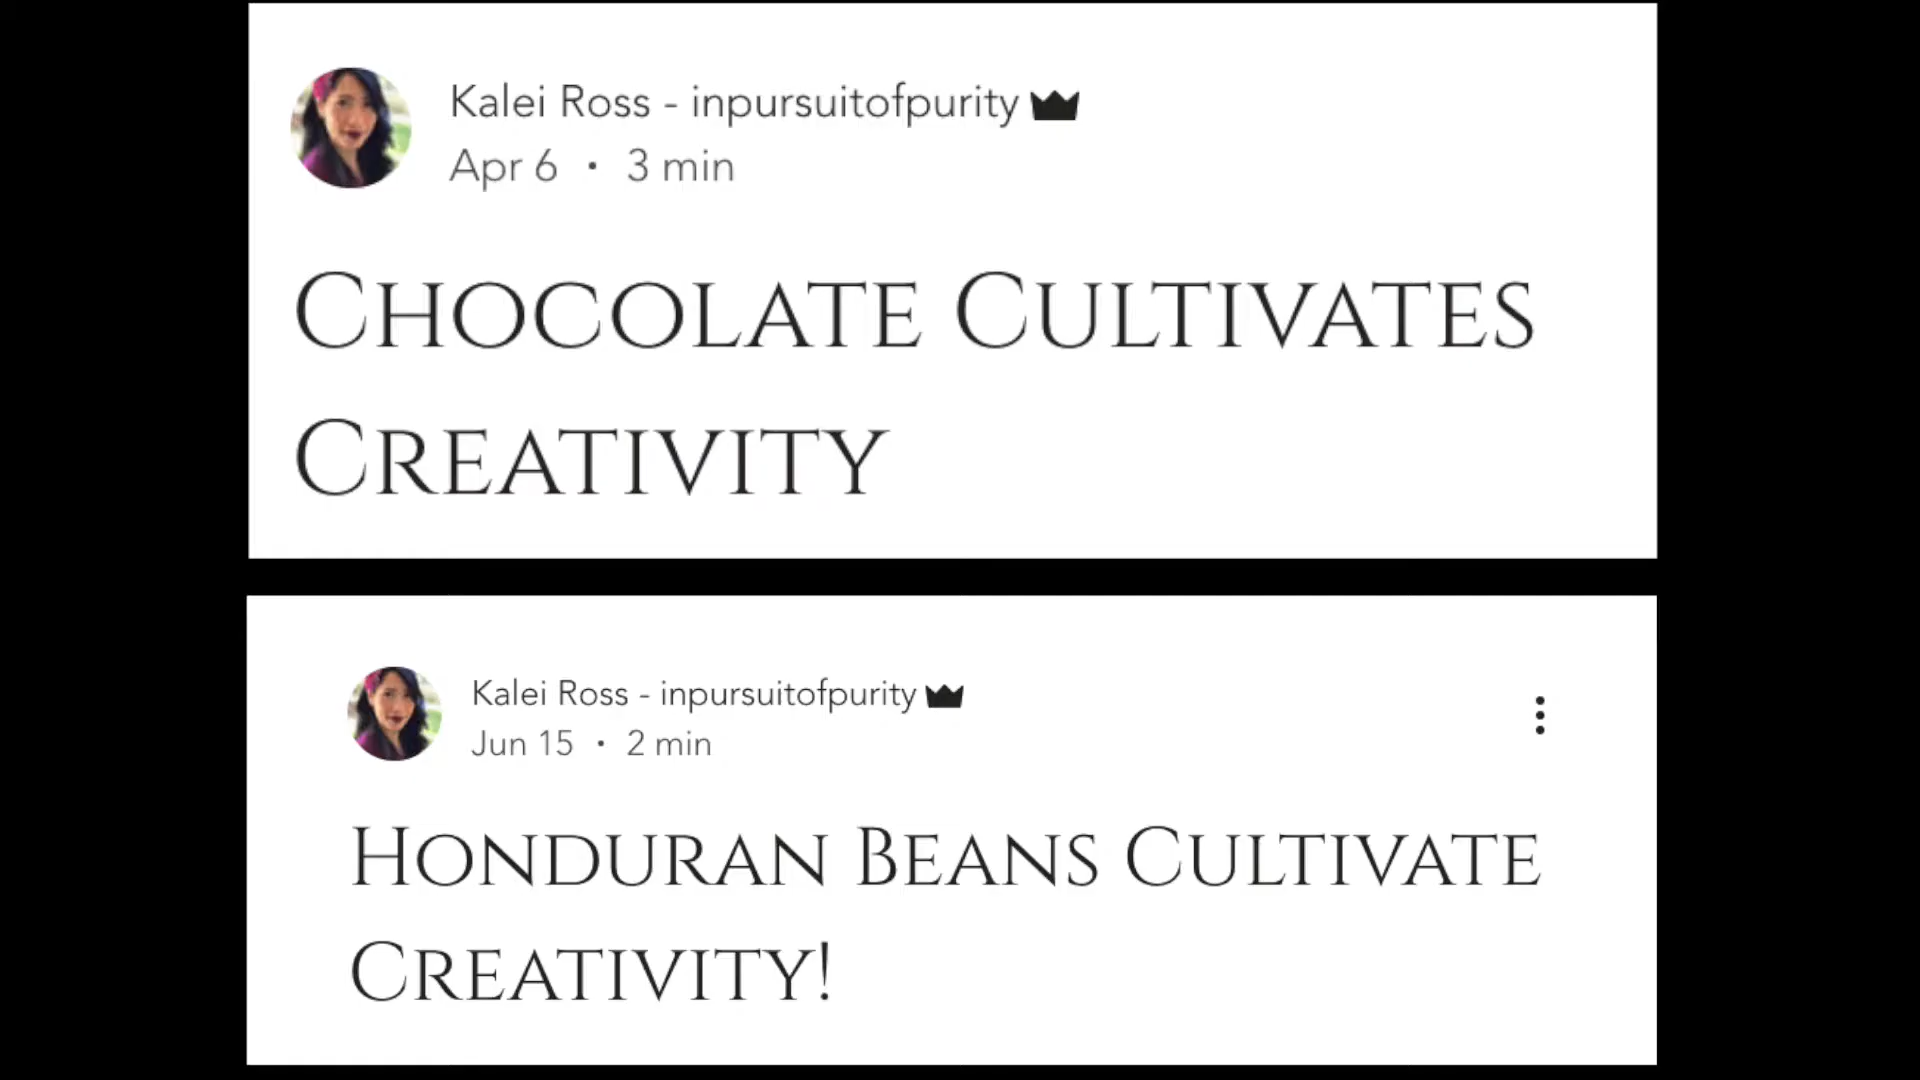 Kalei Ross - inpursuitofpurity
Apr 6 · 3 min
Chocolate Cultivates
Creativity
Kalei Ross - inpursuitofpurity
Jun 15 · 2 min
Honduran Beans Cultivate
Creativity!